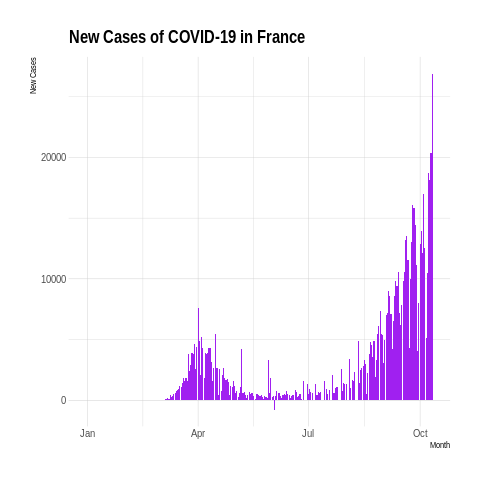 New Cases of COVID-19 in France
New Cases
20000
10000
0
Jan Apr Jul Oct
Month